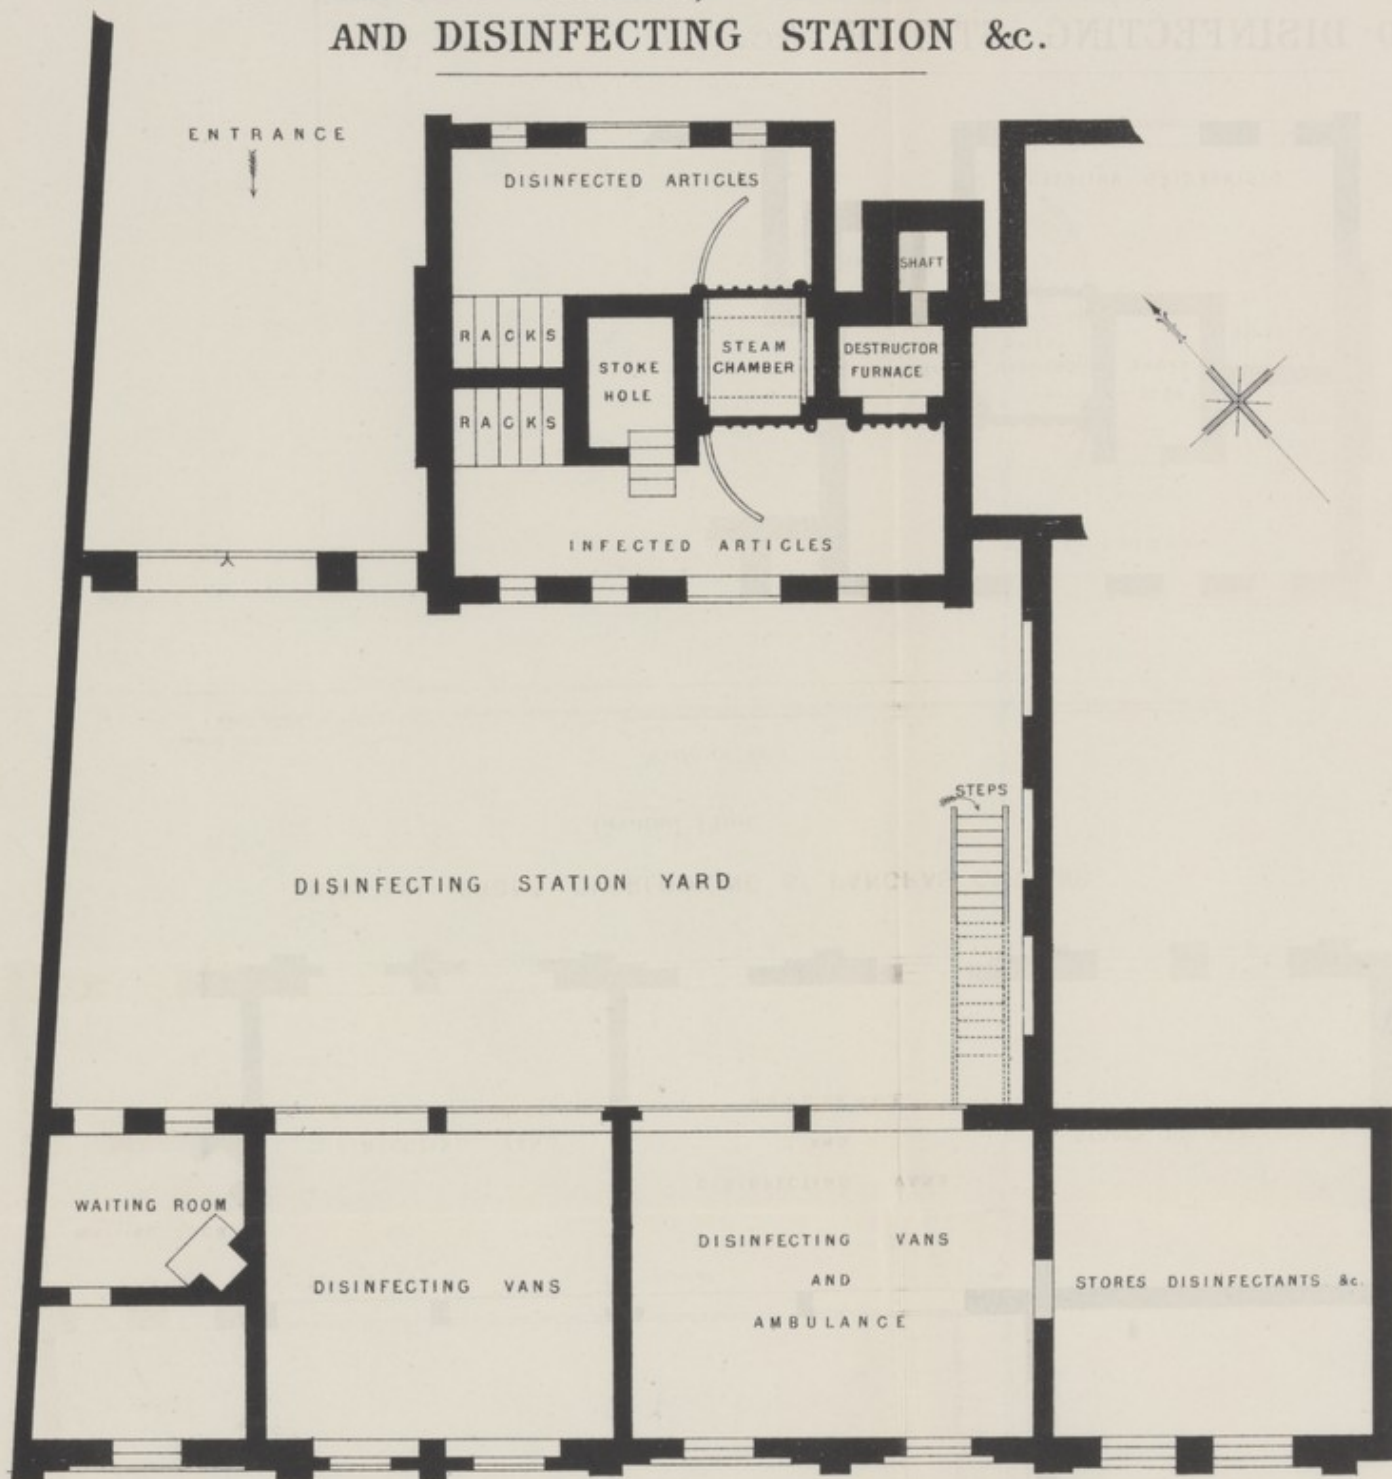 AND DISINFECTING STATION &c.
ENTRANCE
DISINFECTED ARTICLES
SHAFT
RACKS
STOKE
HOLE
STEAM
CHAMBER
DESTRUCTOR
FURNACE
RACKS
INFECTED ARTICLES
STEPS
DISINFECTING STATION YARD
WAITING ROOM
DISINFECTING VANS
DISINFECTING VANS
AND
AMBULANCE
STORES DISINFECTANTS &c.